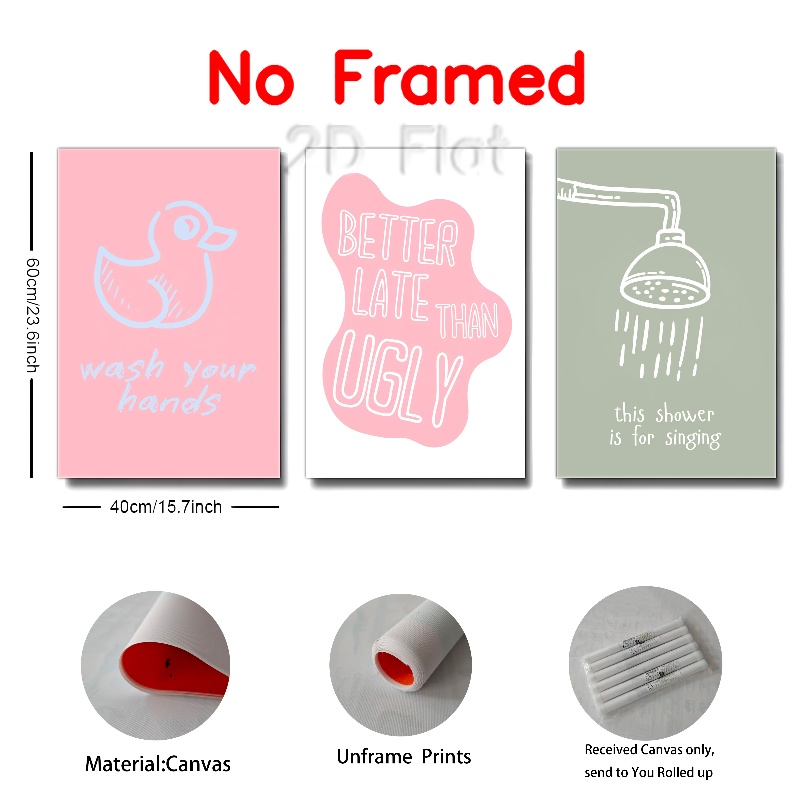 No Framed
2D Flat
60cm/23.6inch
wash your
hands
BETTER
LATE THAN
UGLY
this shower
is for singing
40cm/15.7inch
Material:Canvas
Unframe Prints
Received Canvas only,
send to You Rolled up